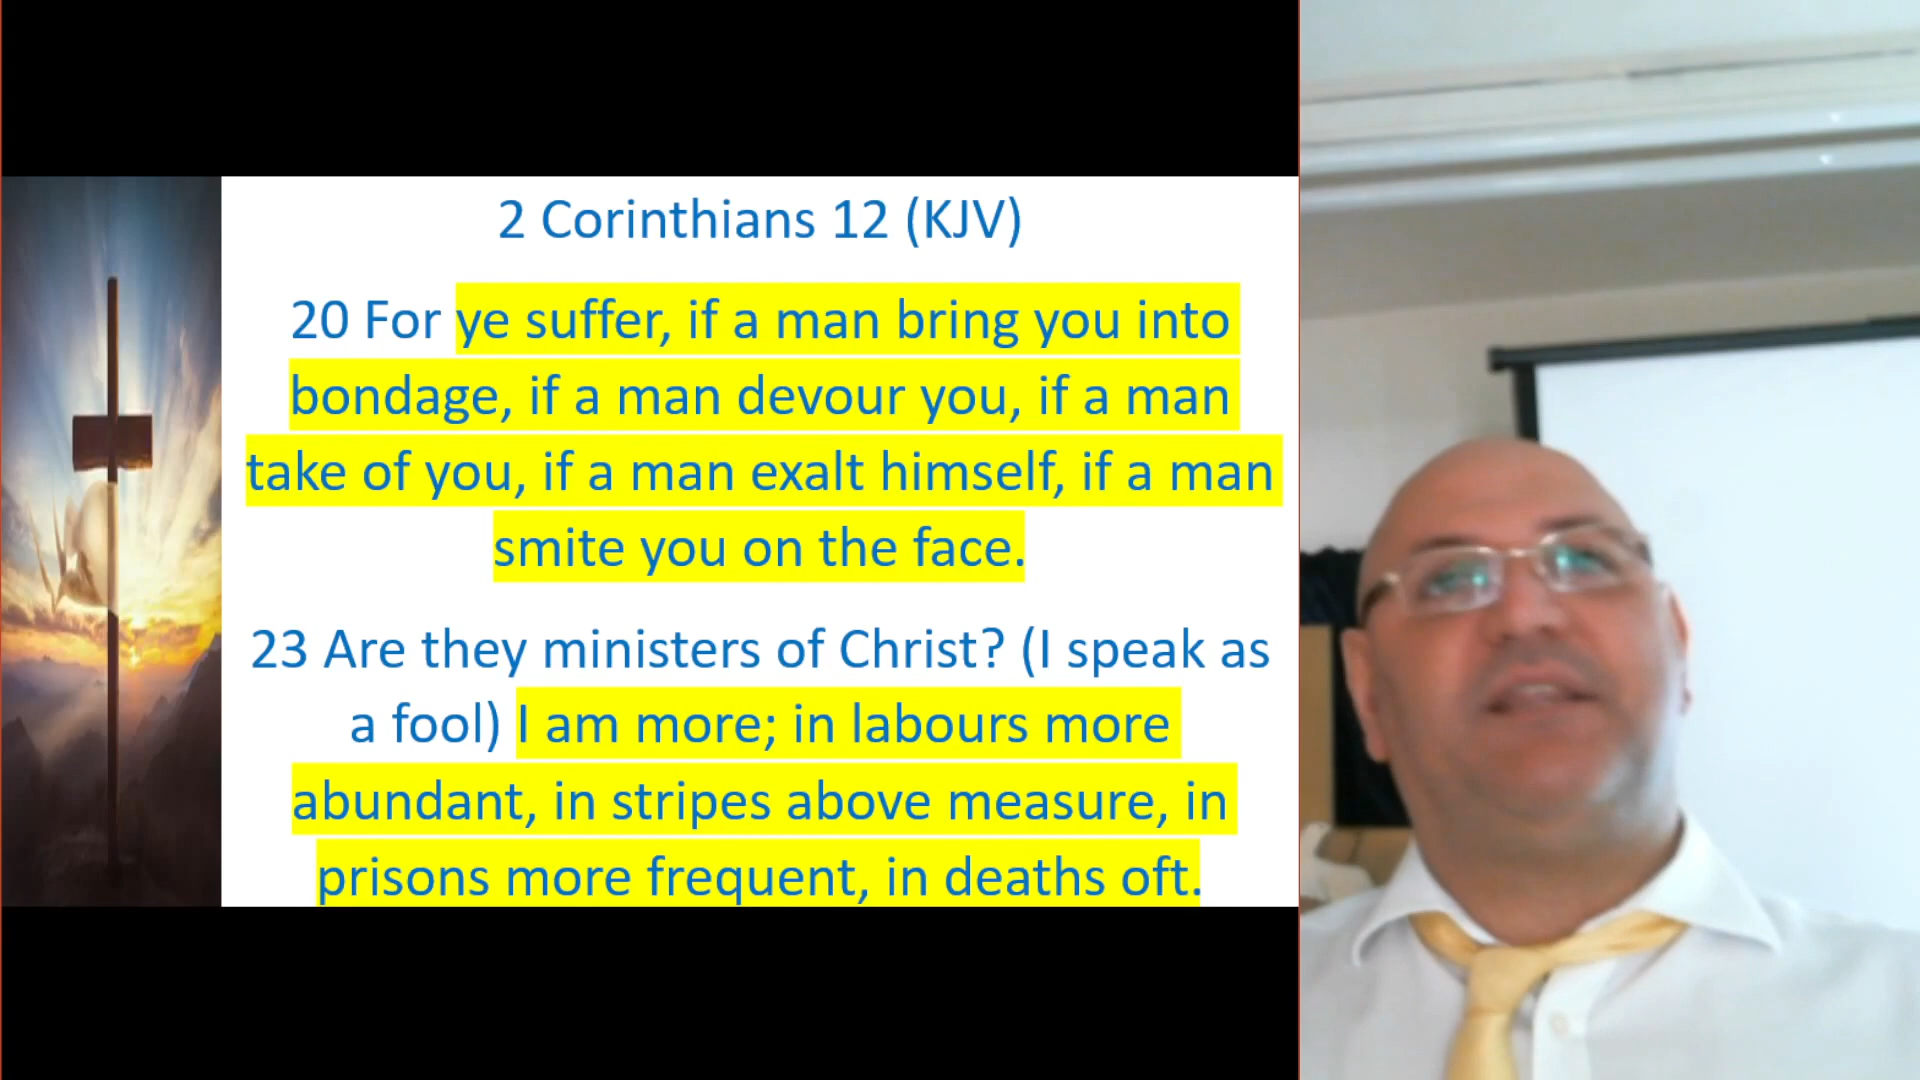 2 Corinthians 12 (KJV)
20 For ye suffer, if a man bring you into
bondage, if a man devour you, if a man
take of you, if a man exalt himself, if a man
smite you on the face.
23 Are they ministers of Christ? (I speak as
a fool) I am more; in labours more
abundant, in stripes above measure, in
prisons more frequent, in deaths oft.